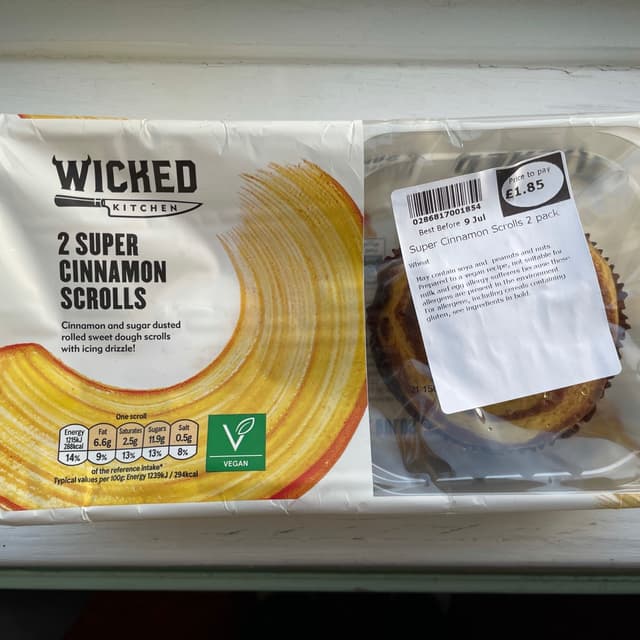 WICKED
KITCHEN
2 SUPER
CINNAMON
SCROLLS
Cinnamon and sugar dusted
rolled sweet dough scrolls
with icing drizzle!
One scroll
Energy 1215kJ 288kcal 14%
Fat 6.6g 9%
Saturates 2.5g 13%
Sugars 11.9g 13%
Salt 0.5g 8%
of the reference intake*
Typical values per 100g: Energy 1239kJ / 294kcal
V
VEGAN
Price to pay
£1.85
0286817001854
Best Before 9 Jul
Super Cinnamon Scrolls 2 pack.
Wheat
May contain soya and peanuts and nuts.
Prepared to a vegan recipe, not suitable for
milk and egg allergy sufferers because those
allergens are present in the environment
For allergens, including cereals containing
gluten, see ingredients in bold